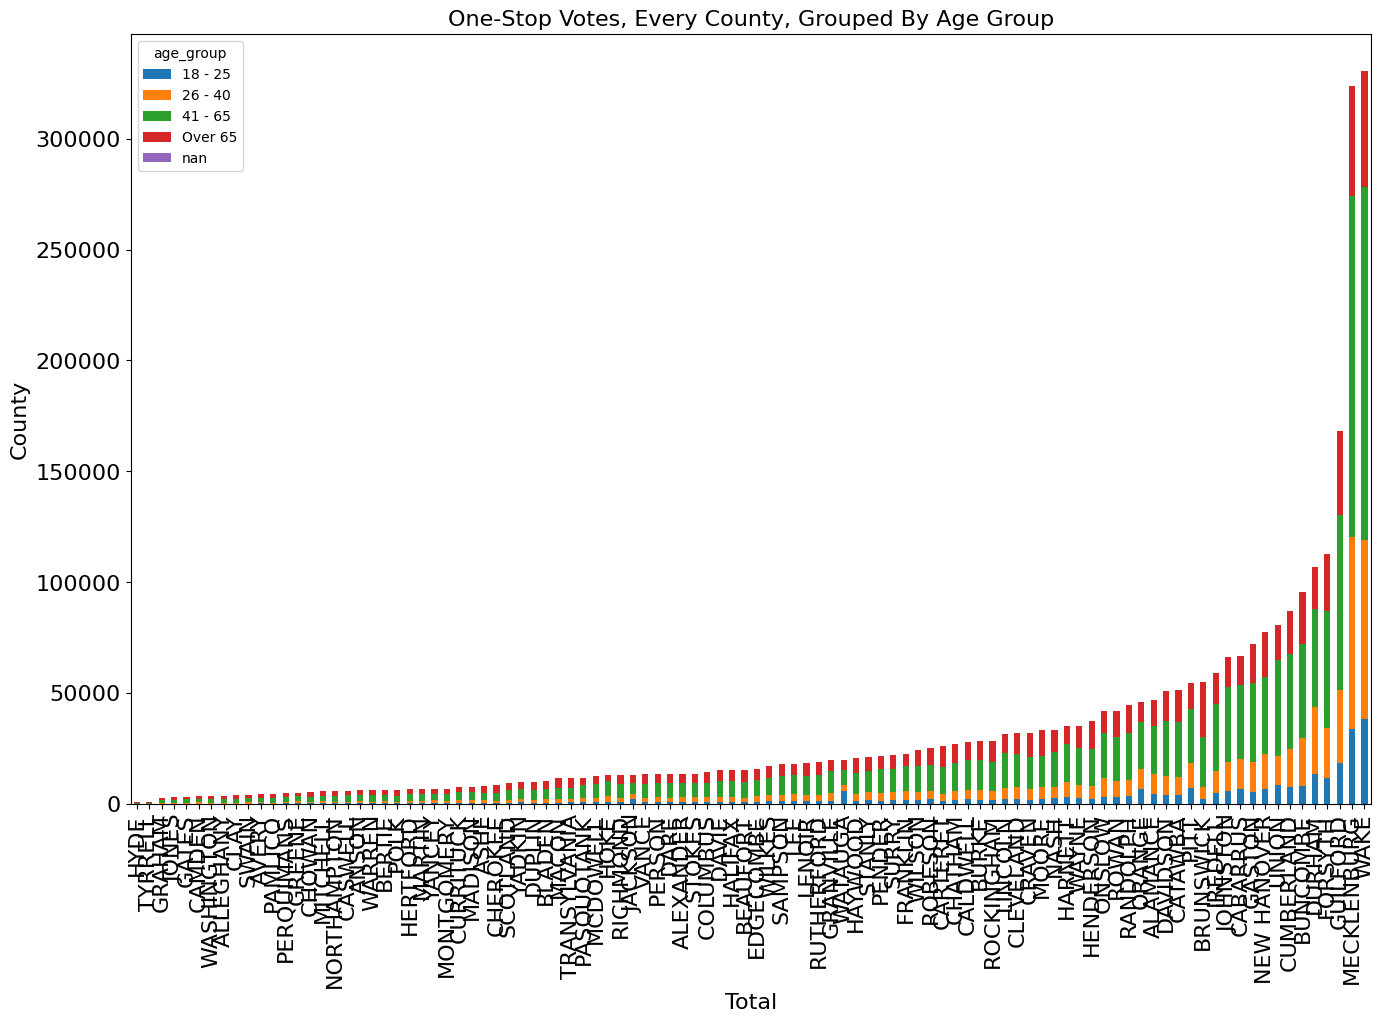 One-Stop Votes, Every County, Grouped By Age Group
age_group
18 - 25
26 - 40
41 - 65
Over 65
nan
300000
250000
200000
150000
100000
50000
0
County
HYDE
TYRRELL
GRAHAM
JONES
GATES
CAMDEN
WASHINGTON
ALLEGHANY
CLAY
SWAIN
AVERY
PAMLICO
PERQUIMANS
GREENE
CHOWAN
MITCHELL
NORTHAMPTON
CASWELL
ANSON
WARREN
BERTIE
POLK
HERTFORD
YANCEY
MONTGOMERY
CURRITUCK
MADISON
ASHE
CHEROKEE
SCOTLAND
YADKIN
DUPLIN
BLADEN
MACON
TRANSYLVANIA
PASQUOTANK
MCDOWELL
HOKE
RICHMOND
JACKSON
VANCE
PERSON
DARE
ALEXANDER
STOKES
COLUMBUS
DAVIE
HALIFAX
BEAUFORT
EDGECOMBE
WILKES
SAMPSON
LEE
LENOIR
RUTHERFORD
GRANVILLE
WATAUGA
HAYWOOD
STANLY
PENDER
SURRY
FRANKLIN
WILSON
ROBESON
CARTERET
CHATHAM
CALDWELL
BURKE
ROCKINGHAM
LINCOLN
CLEVELAND
CRAVEN
MOORE
NASH
HARNETT
WAYNE
HENDERSON
ONSLOW
ROWAN
RANDOLPH
ORANGE
ALAMANCE
DAVIDSON
CATAWBA
PITT
BRUNSWICK
IREDELL
JOHNSTON
CABARRUS
GASTON
NEW HANOVER
UNION
CUMBERLAND
BUNCOMBE
DURHAM
FORSYTH
GUILFORD
MECKLENBURG
WAKE
Total